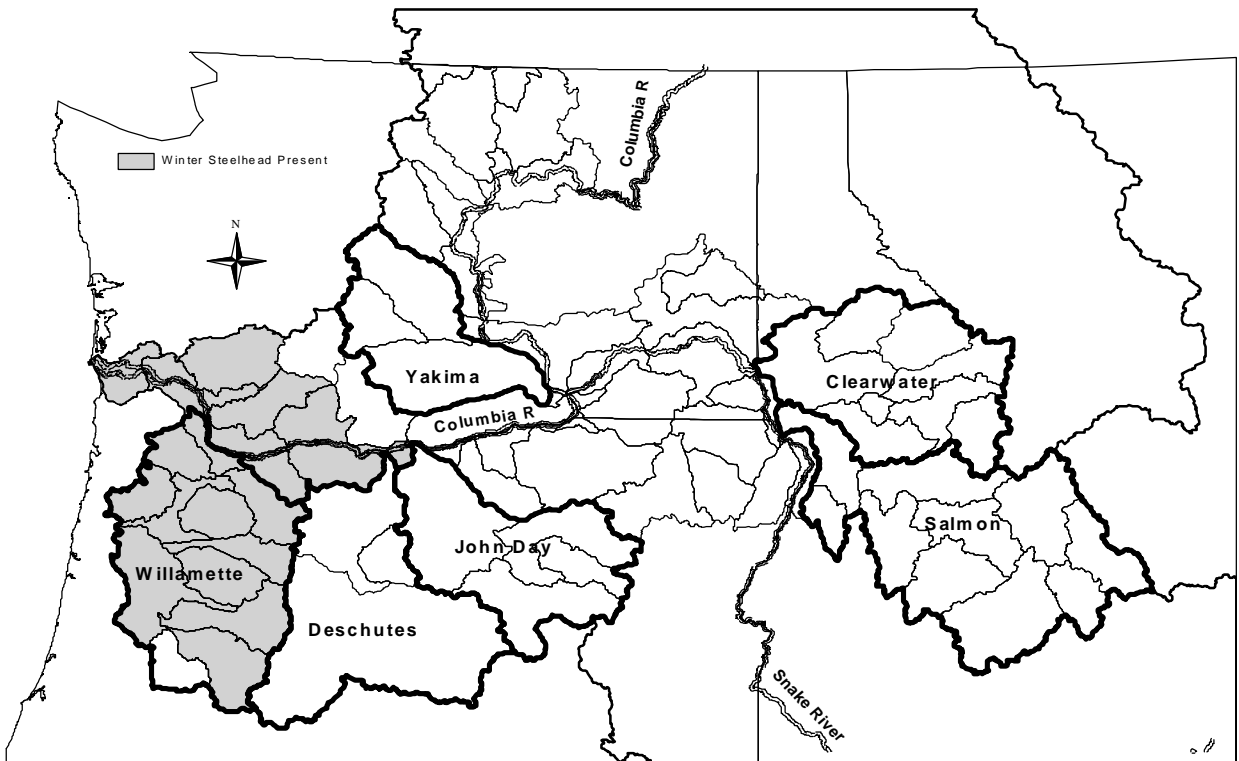 Columbia R
Winter Steelhead Present
N
Yakima
Clearwater
Columbia R
Salmon
John Day
Willamette
Deschutes
Snake River